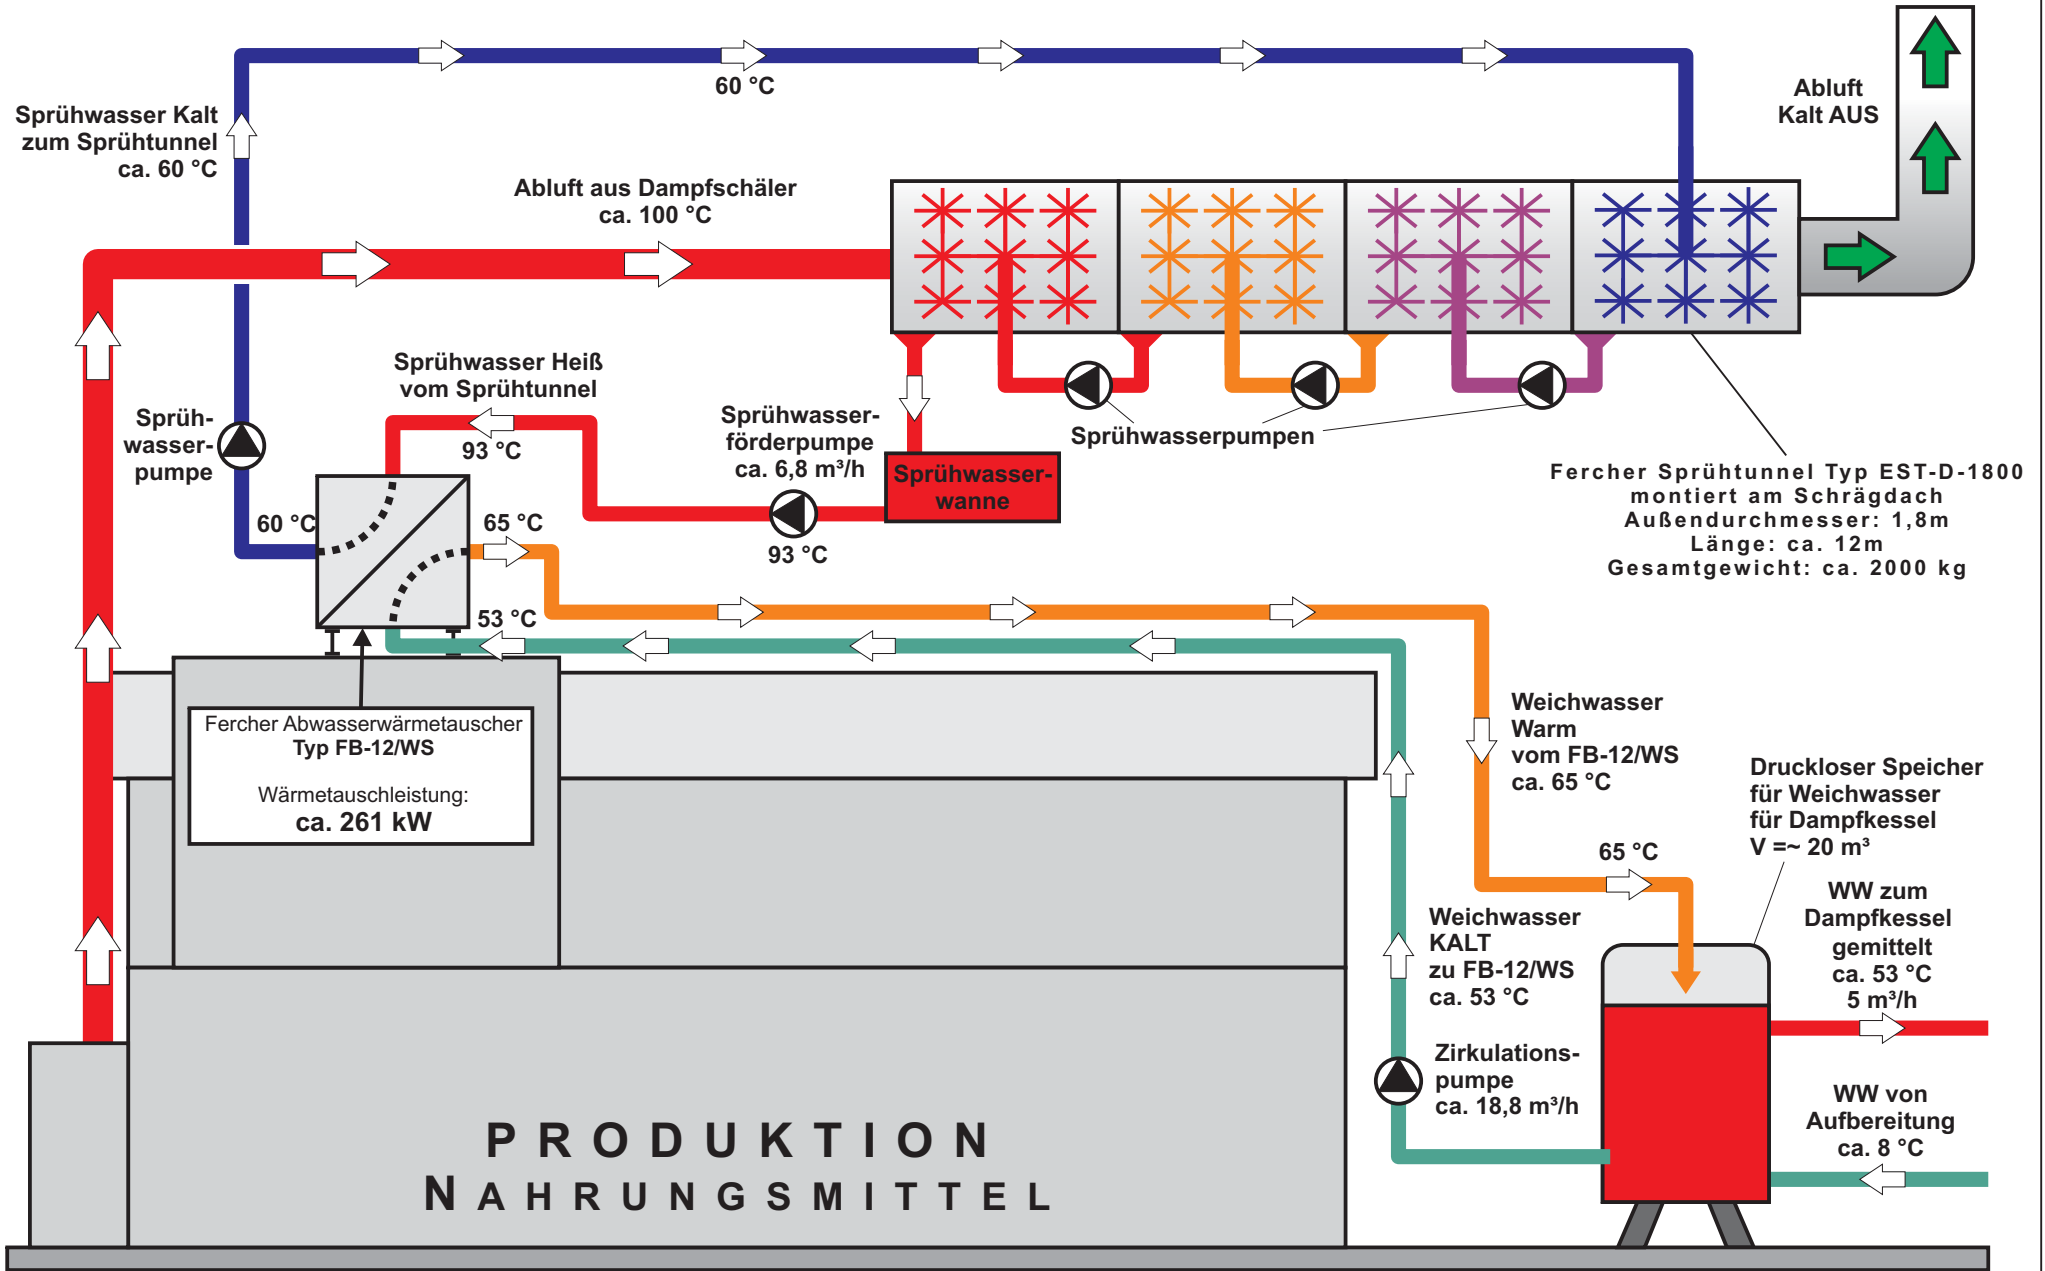 60 °C
Sprühwasser Kalt
zum Sprühtunnel
ca. 60 °C
Abluft
Kalt AUS
Abluft aus Dampfschäler
ca. 100 °C
Sprühwasser Heiß
vom Sprühtunnel
93 °C
Sprüh-
wasser-
pumpe
Sprühwasser-
förderpumpe
ca. 6,8 m³/h
93 °C
Sprühwasserpumpen
Sprühwasser-
wanne
Fercher Sprühtunnel Typ EST-D-1800
montiert am Schrägdach
Außendurchmesser: 1,8m
Länge: ca. 12m
Gesamtgewicht: ca. 2000 kg
60 °C
65 °C
53 °C
Fercher Abwasserwärmetauscher
Typ FB-12/WS
Wärmetauschleistung:
ca. 261 kW
Weichwasser
Warm
vom FB-12/WS
ca. 65 °C
Druckloser Speicher
für Weichwasser
für Dampfkessel
V =~ 20 m³
65 °C
WW zum
Dampfkessel
gemittelt
ca. 53 °C
5 m³/h
Weichwasser
KALT
zu FB-12/WS
ca. 53 °C
Zirkulations-
pumpe
ca. 18,8 m³/h
WW von
Aufbereitung
ca. 8 °C
PRODUKTION
NAHRUNGSMITTEL